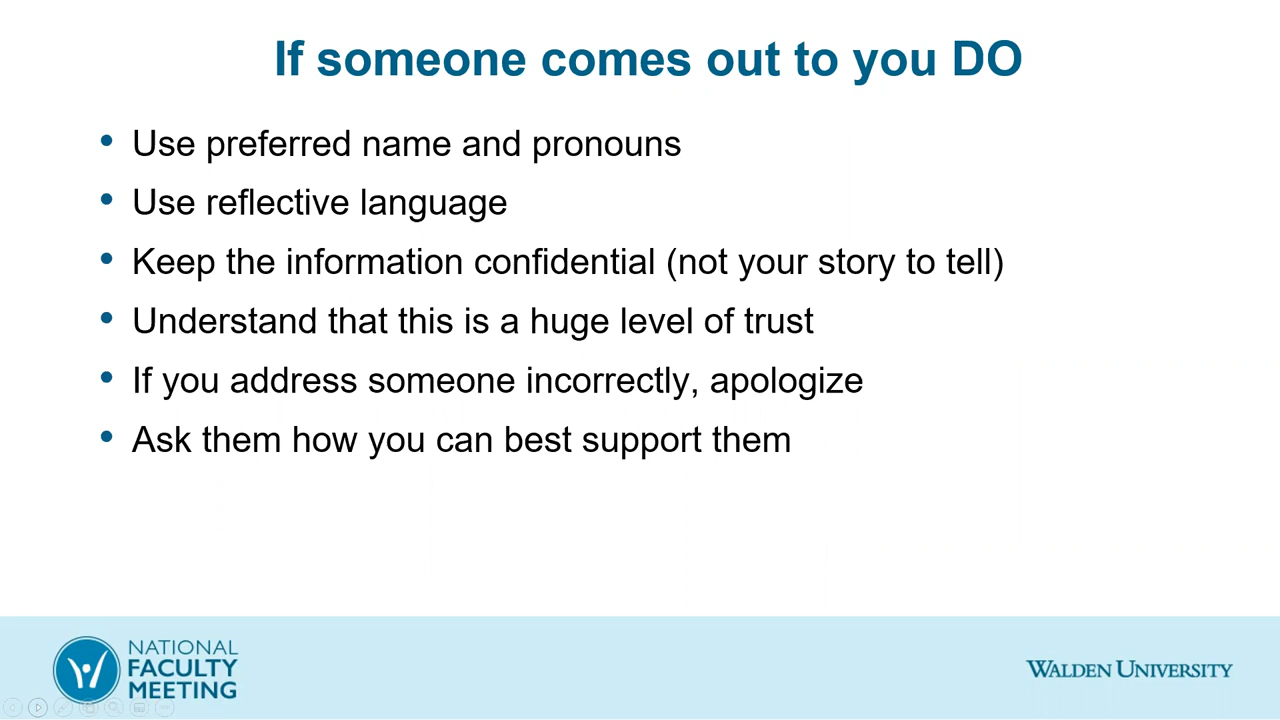 If someone comes out to you DO
• Use preferred name and pronouns
• Use reflective language
• Keep the information confidential (not your story to tell)
• Understand that this is a huge level of trust
• If you address someone incorrectly, apologize
• Ask them how you can best support them
NATIONAL
FACULTY
MEETING
WALDEN UNIVERSITY